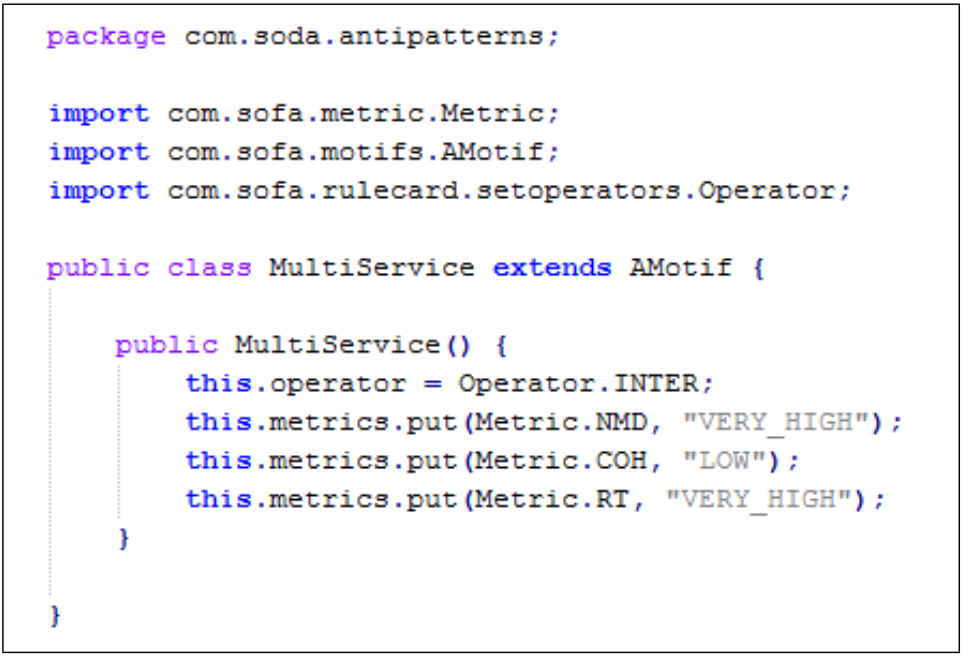 package com.soda.antipatterns;
import com.sofa.metric.Metric;
import com.sofa.motifs.AMotif;
import com.sofa.rulecard.setoperators.Operator;
public class MultiService extends AMotif {
public MultiService() {
this.operator = Operator.INTER;
this.metrics.put(Metric.NMD, "VERY_HIGH");
this.metrics.put(Metric.COH, "LOW");
this.metrics.put(Metric.RT, "VERY_HIGH");
}
}